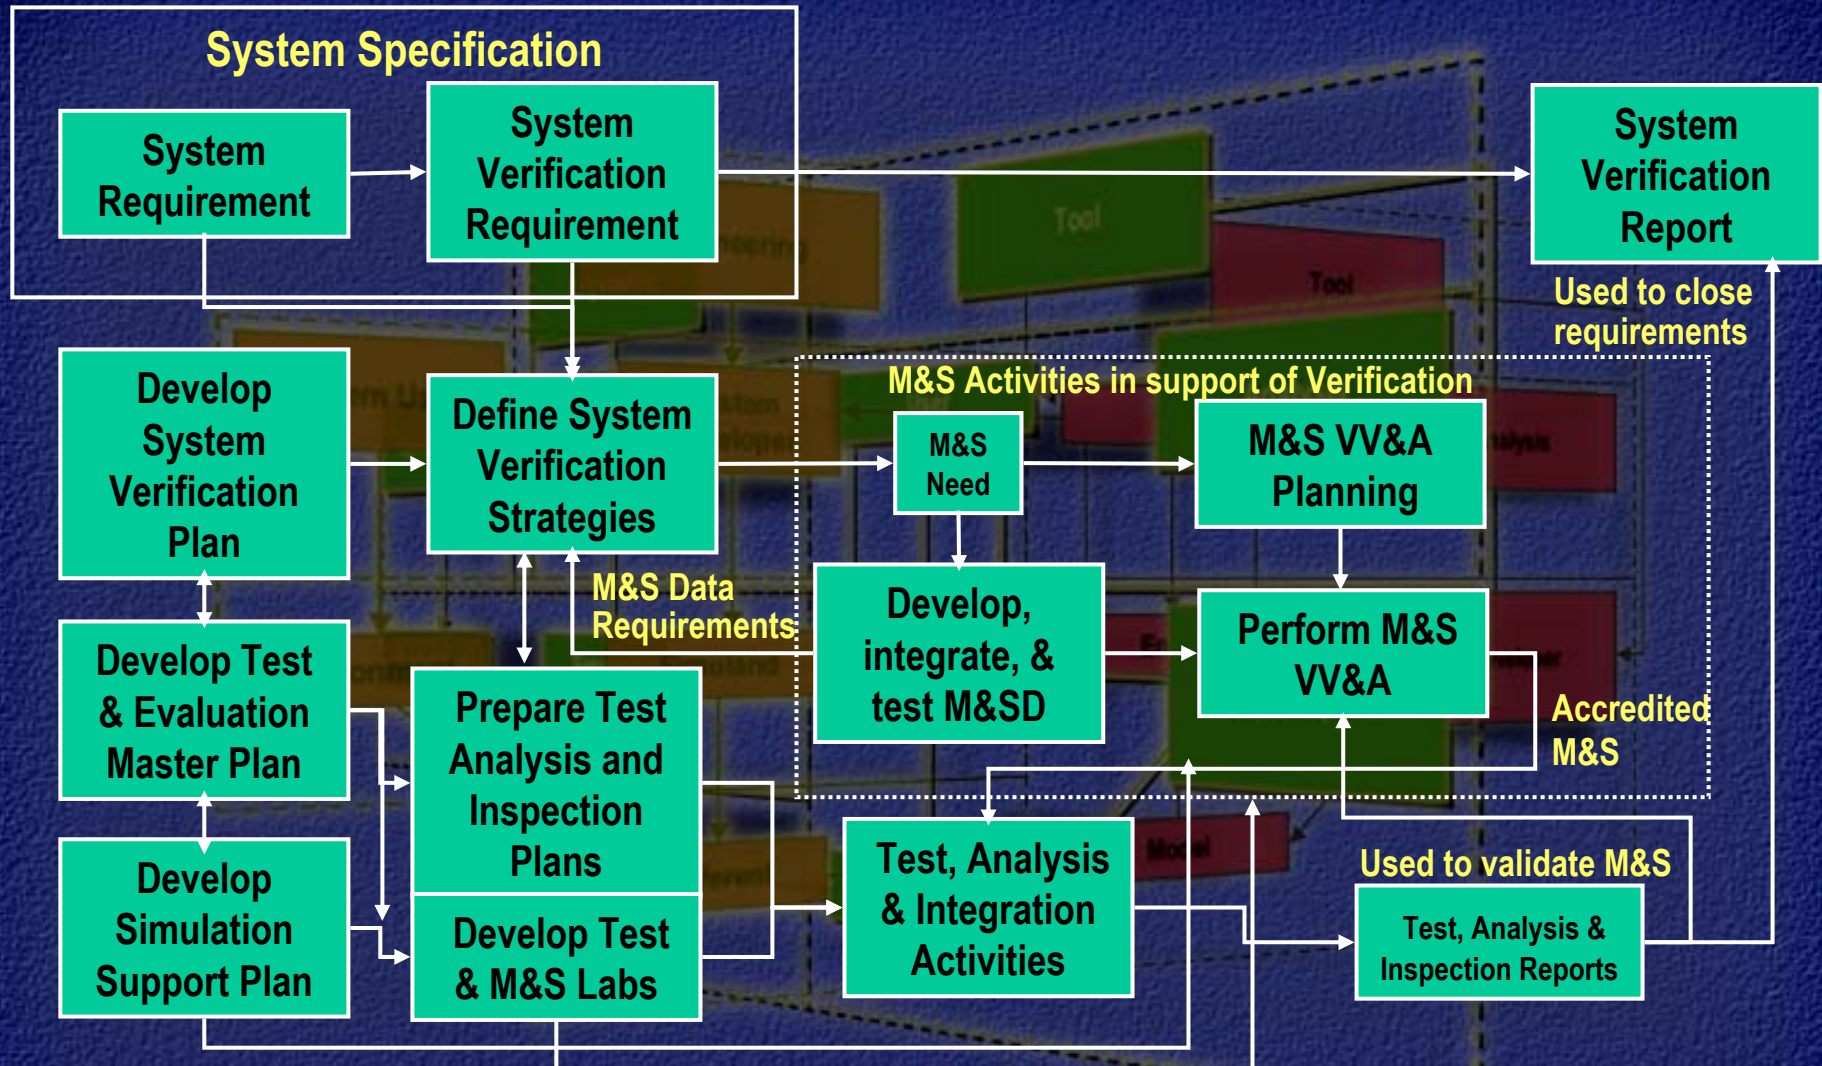 System Specification
System
Requirement
System
Verification
Requirement
System
Verification
Report
Used to close
requirements
Develop
System
Verification
Plan
Define System
Verification
Strategies
M&S Activities in support of Verification
M&S
Need
M&S VV&A
Planning
M&S Data
Requirements
Develop,
integrate, &
test M&SD
Perform M&S
VV&A
Accredited
M&S
Develop Test
& Evaluation
Master Plan
Prepare Test
Analysis and
Inspection
Plans
Develop
Simulation
Support Plan
Develop Test
& M&S Labs
Test, Analysis
& Integration
Activities
Used to validate M&S
Test, Analysis &
Inspection Reports
Tool
Tool
Model